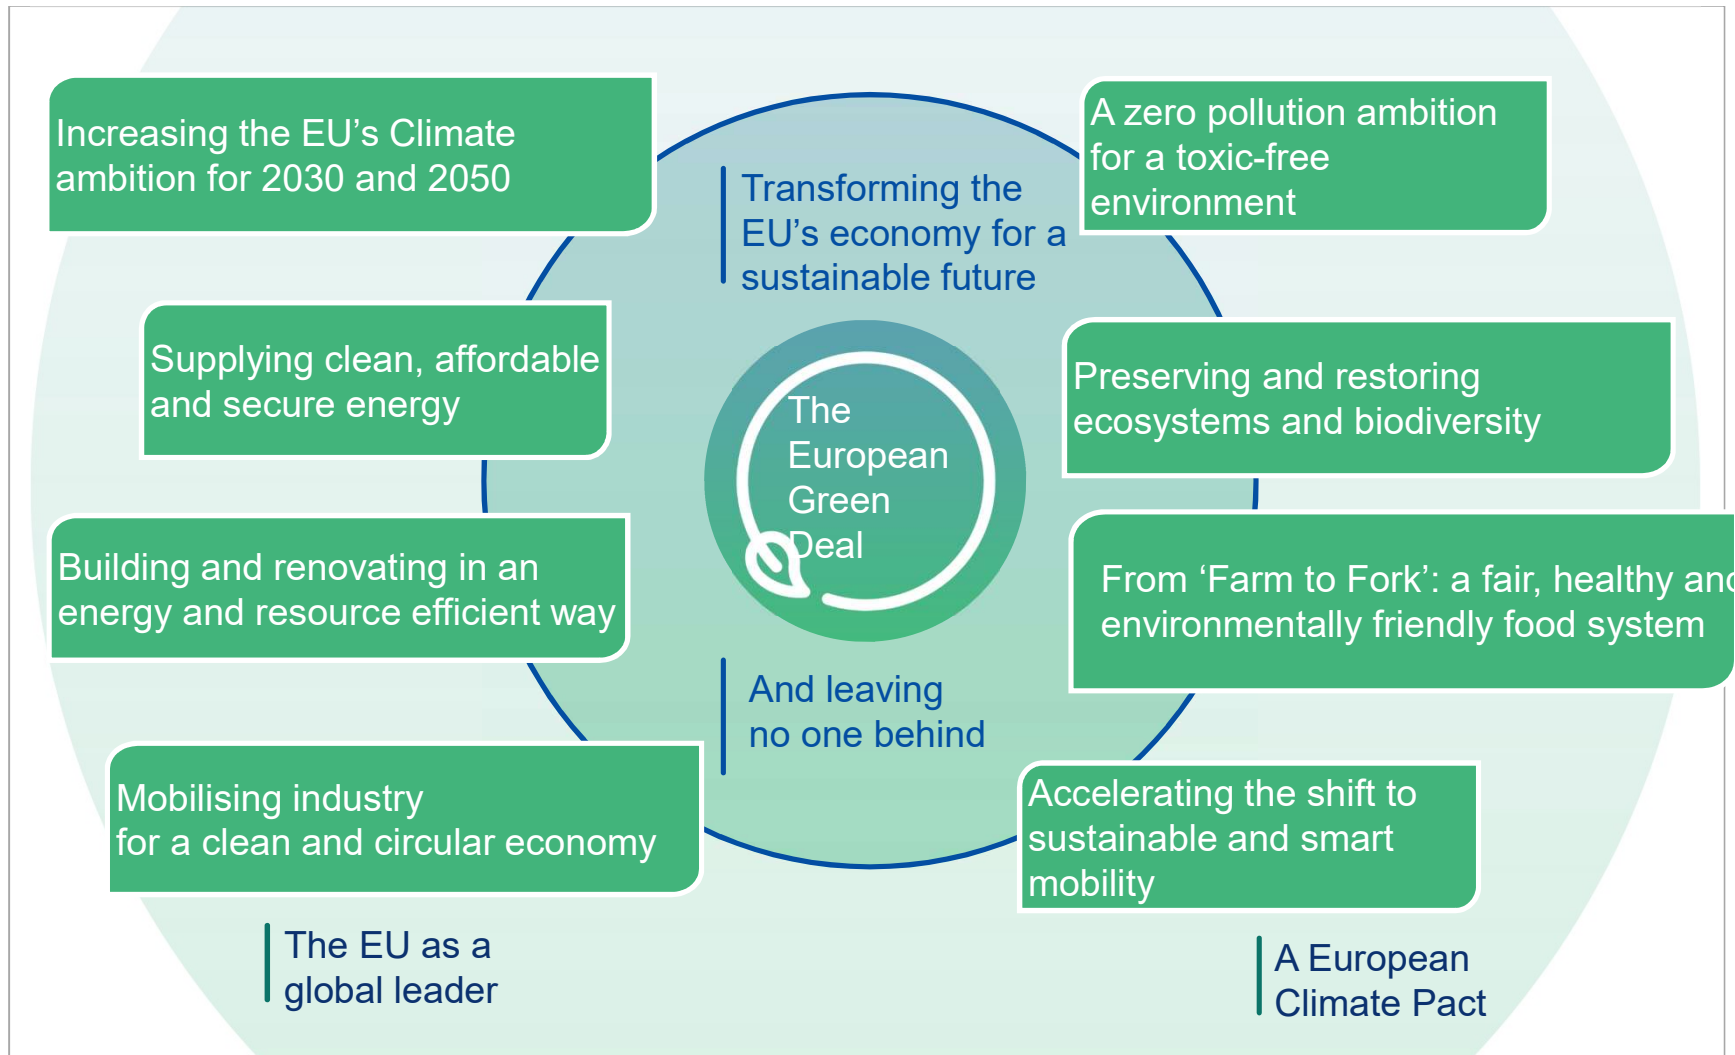 Increasing the EU’s Climate
ambition for 2030 and 2050
Supplying clean, affordable
and secure energy
Building and renovating in an
energy and resource efficient way
Mobilising industry
for a clean and circular economy
Transforming the
EU’s economy for a
sustainable future
The
European
Green
Deal
And leaving
no one behind
A zero pollution ambition
for a toxic-free
environment
Preserving and restoring
ecosystems and biodiversity
From ‘Farm to Fork’: a fair, healthy and
environmentally friendly food system
Accelerating the shift to
sustainable and smart
mobility
The EU as a
global leader
A European
Climate Pact